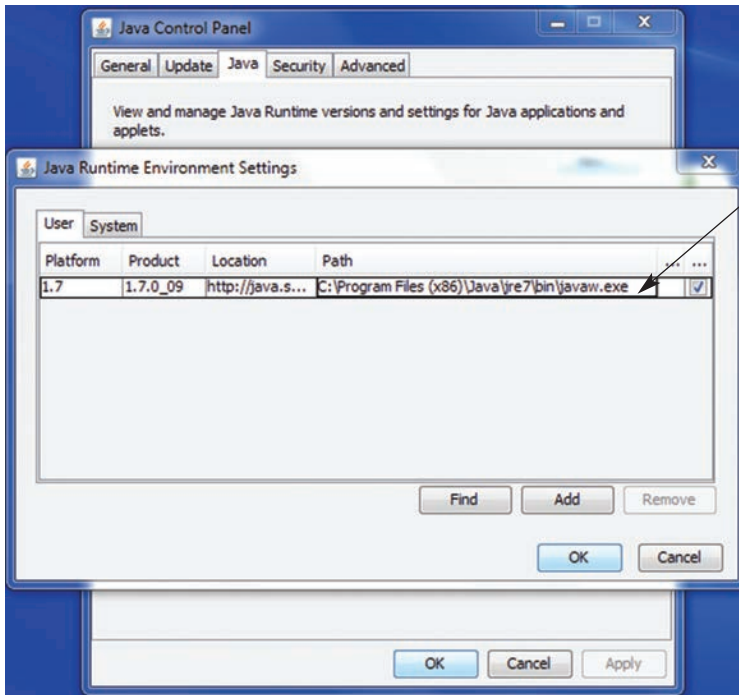 Java Control Panel
General Update Java Security Advanced
View and manage Java Runtime versions and settings for Java applications and
applets.
Java Runtime Environment Settings
User System
Platform Product Location Path ... ...
1.7 1.7.0_09 http://java.s... C:\Program Files (x86)\Java\jre7\bin\javaw.exe
Find Add Remove
OK Cancel
OK Cancel Apply